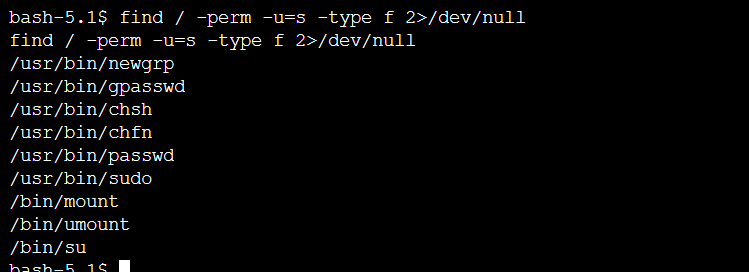 bash-5.1$ find / -perm -u=s -type f 2>/dev/null
find / -perm -u=s -type f 2>/dev/null
/usr/bin/newgrp
/usr/bin/gpasswd
/usr/bin/chsh
/usr/bin/chfn
/usr/bin/passwd
/usr/bin/sudo
/bin/mount
/bin/umount
/bin/su
bash-5.1$